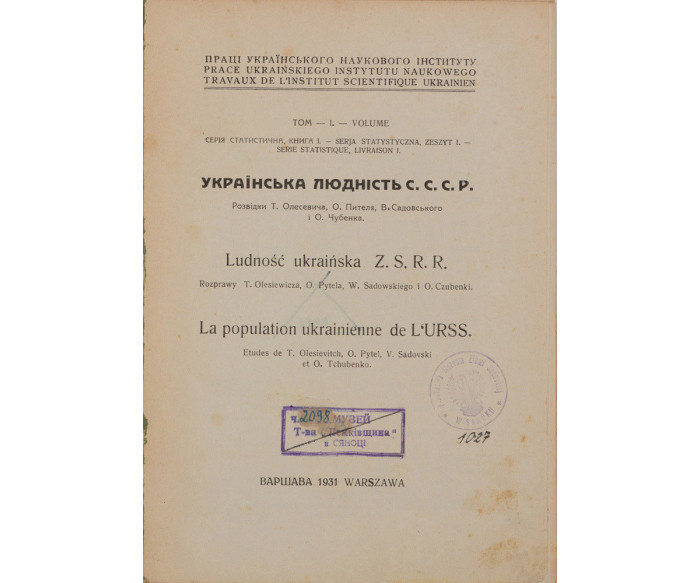 ПРАЦІ УКРАЇНСЬКОГО НАУКОВОГО ІНСТИТУТУ
PRACE UKRAIŃSKIEGO INSTYTUTU NAUKOWEGO
TRAVAUX DE L'INSTITUT SCIENTIFIQUE UKRAINIEN
ТОМ — I. — VOLUME
СЕРІЯ СТАТИСТИЧНА, КНИГА I. — SERJA STATYSTYCZNA, ZESZYT I. —
SERIE STATISTIQUE, LIVRAISON I.
УКРАЇНСЬКА ЛЮДНІСТЬ С. С. С. Р.
Розвідки Т. Олесевича, О. Пителя, В. Садовського
і О. Чубенка.
Ludność ukraińska Z. S. R. R.
Rozprawy T. Olesiewicza, O. Pytela, W. Sadowskiego i O. Czubenki.
La population ukrainienne de L'URSS.
Etudes de T. Olesievitch, O. Pytel, V. Sadovski
et O. Tchubenko.
Ч. 2098 МУЗЕЙ
Т-ва „Лемківщина"
в СЯНОЦІ
1027
ВАРШАВА 1931 WARSZAWA